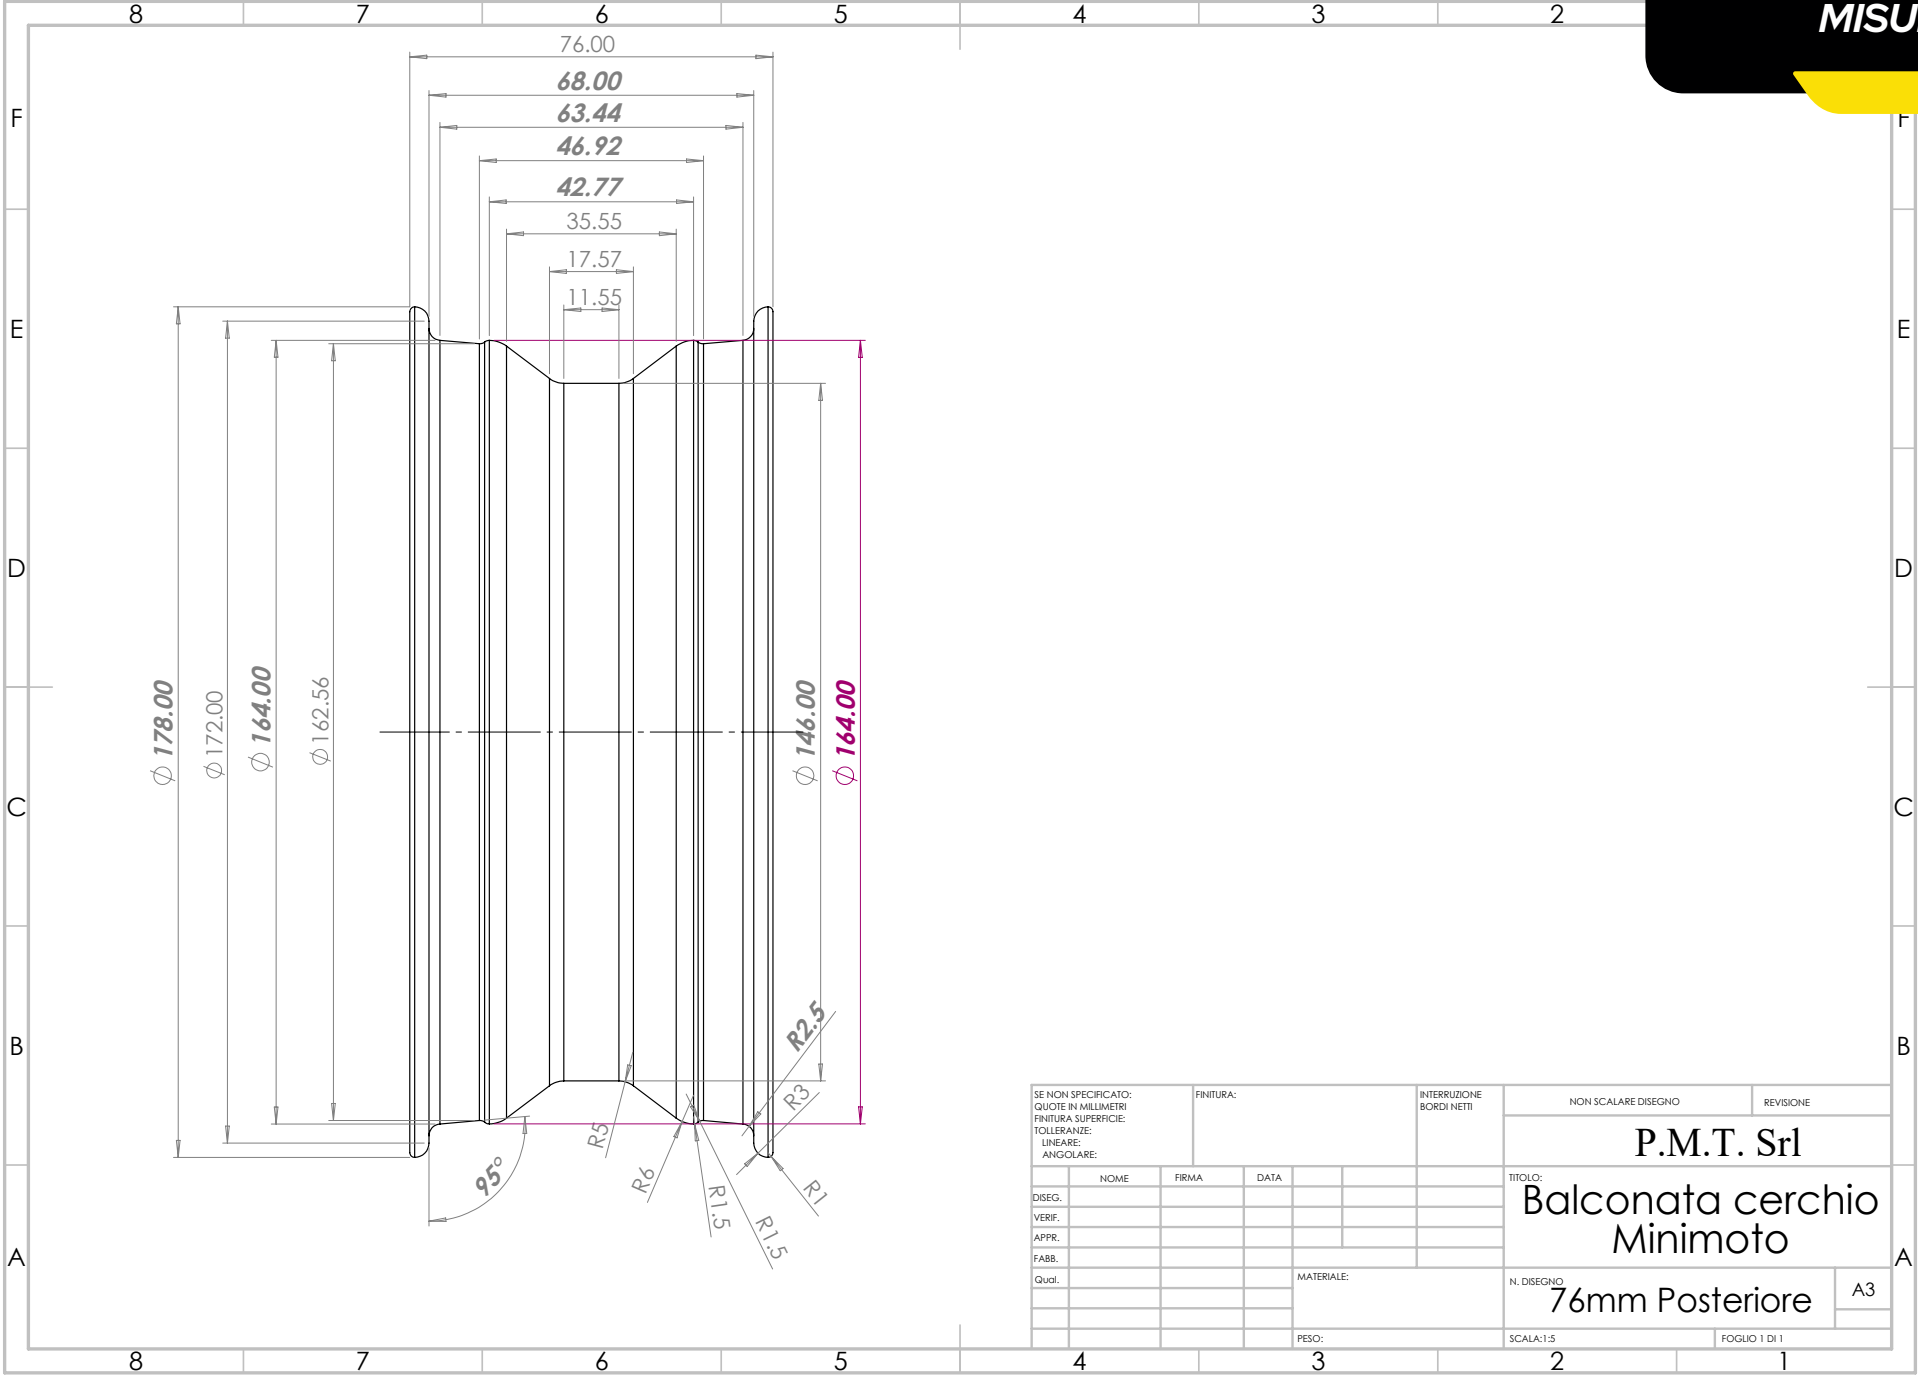 8 7 6 5 4 3 2
MISU
76.00
68.00
63.44
46.92
42.77
35.55
17.57
11.55
F F
E E
D D
C C
B B
A A
⌀ 178.00
⌀ 172.00
⌀ 164.00
⌀ 162.56
⌀ 146.00
⌀ 164.00
R2.5
R3
R5
R6
R1.5
R1.5
R1
95°
SE NON SPECIFICATO:
QUOTE IN MILLIMETRI
FINITURA SUPERFICIE:
TOLLERANZE:
LINEARE:
ANGOLARE:
FINITURA:
INTERRUZIONE
BORDI NETTI
NON SCALARE DISEGNO
REVISIONE
P.M.T. Srl
NOME FIRMA DATA
DISEG.
VERIF.
APPR.
FABB.
Qual.
TITOLO:
Balconata cerchio
Minimoto
MATERIALE:
N. DISEGNO
76mm Posteriore
A3
PESO:
SCALA:1:5
FOGLIO 1 DI 1
8 7 6 5 4 3 2 1